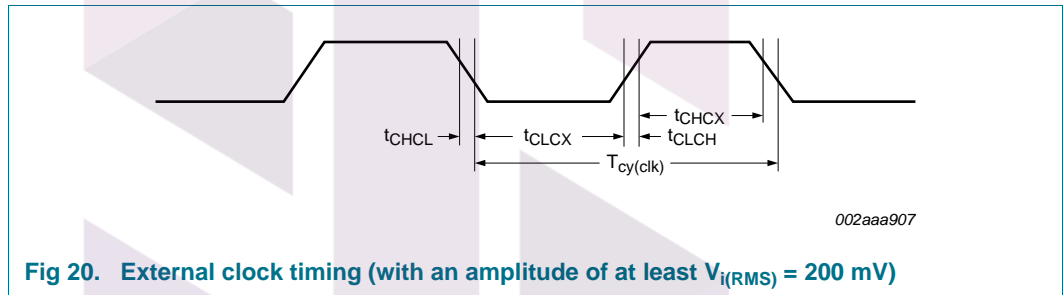 tCHCX
tCHCL tCLCX tCLCH
Tcy(clk)
002aaa907
Fig 20. External clock timing (with an amplitude of at least Vi(RMS) = 200 mV)